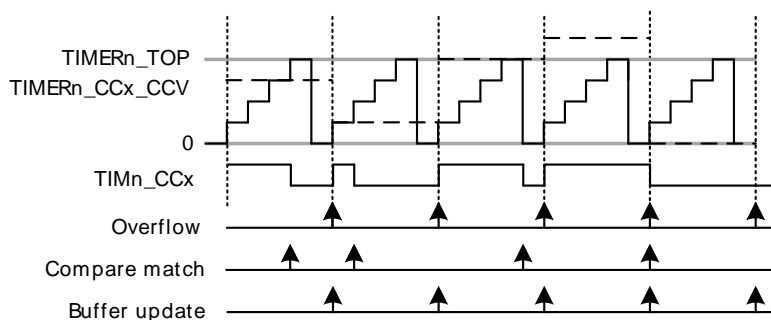 TIMERn_TOP
TIMERn_CCx_CCV
0
TIMn_CCx
Overflow
Compare match
Buffer update